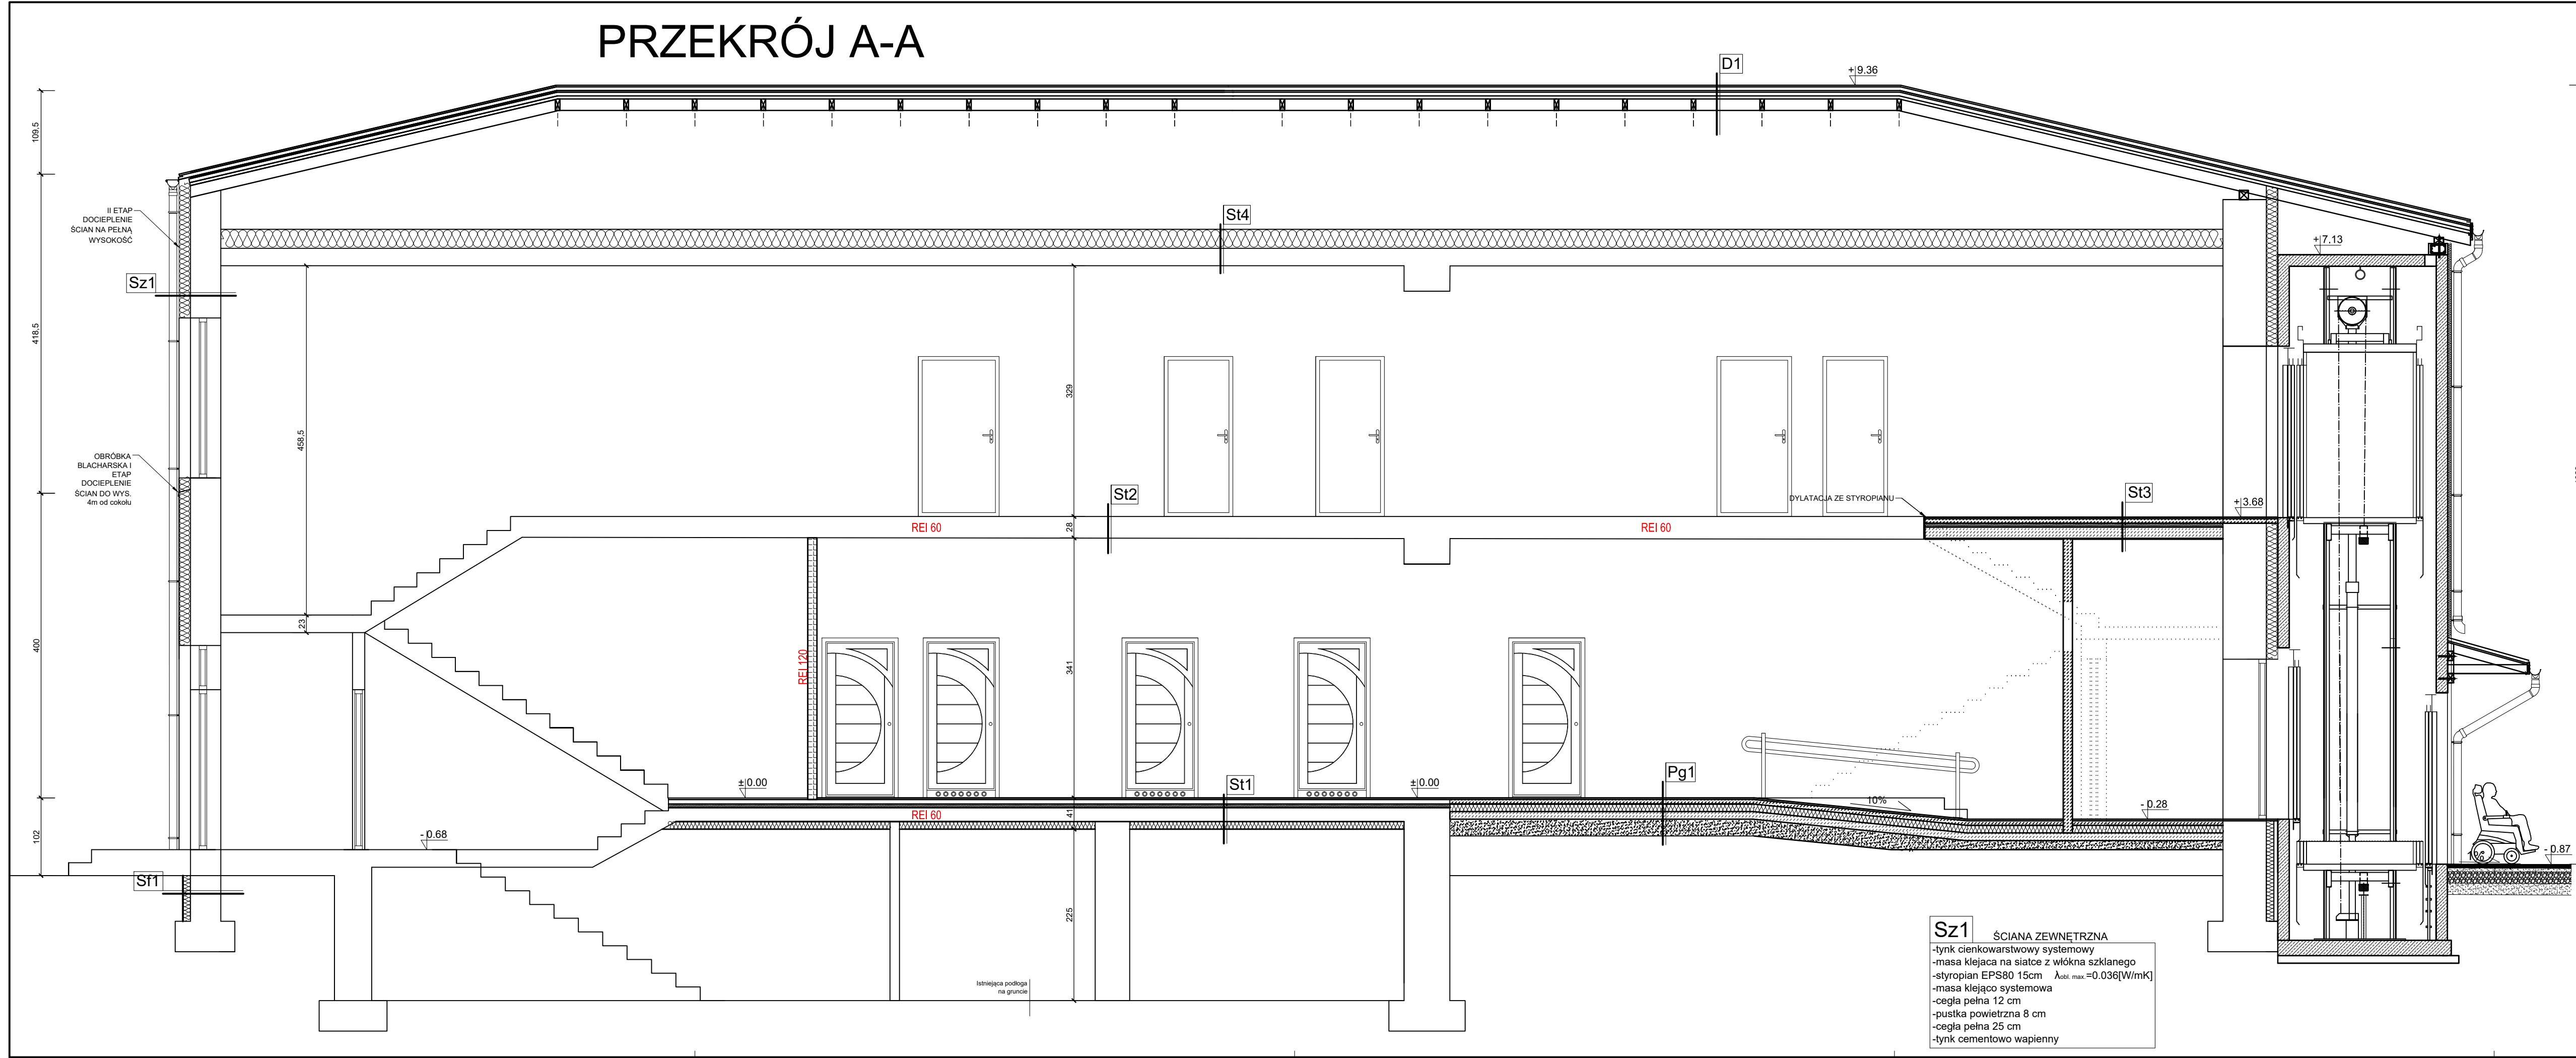 PRZEKRÓJ A-A
D1
+9.36
109,5
II ETAP
DOCIEPLENIE
ŚCIAN NA PEŁNĄ
WYSOKOŚĆ
St4
+7.13
Sz1
418,5
458,5
329
OBRÓBKA
BLACHARSKA I
ETAP
DOCIEPLENIE
ŚCIAN DO WYS.
4m od cokołu
St2
DYLATACJA ZE STYROPIANU
St3
+3.68
REI 60
28
REI 60
23
400
REI 120
341
±0.00
St1
±0.00
Pg1
10%
-0.28
REI 60
41
102
-0.68
1%
-0.87
Sf1
225
Istniejąca podłoga
na gruncie
Sz1
ŚCIANA ZEWNĘTRZNA
-tynk cienkowarstwowy systemowy
-masa klejaca na siatce z włókna szklanego
-styropian EPS80 15cm λobl. max.=0.036[W/mK]
-masa klejąco systemowa
-cegła pełna 12 cm
-pustka powietrzna 8 cm
-cegła pełna 25 cm
-tynk cementowo wapienny